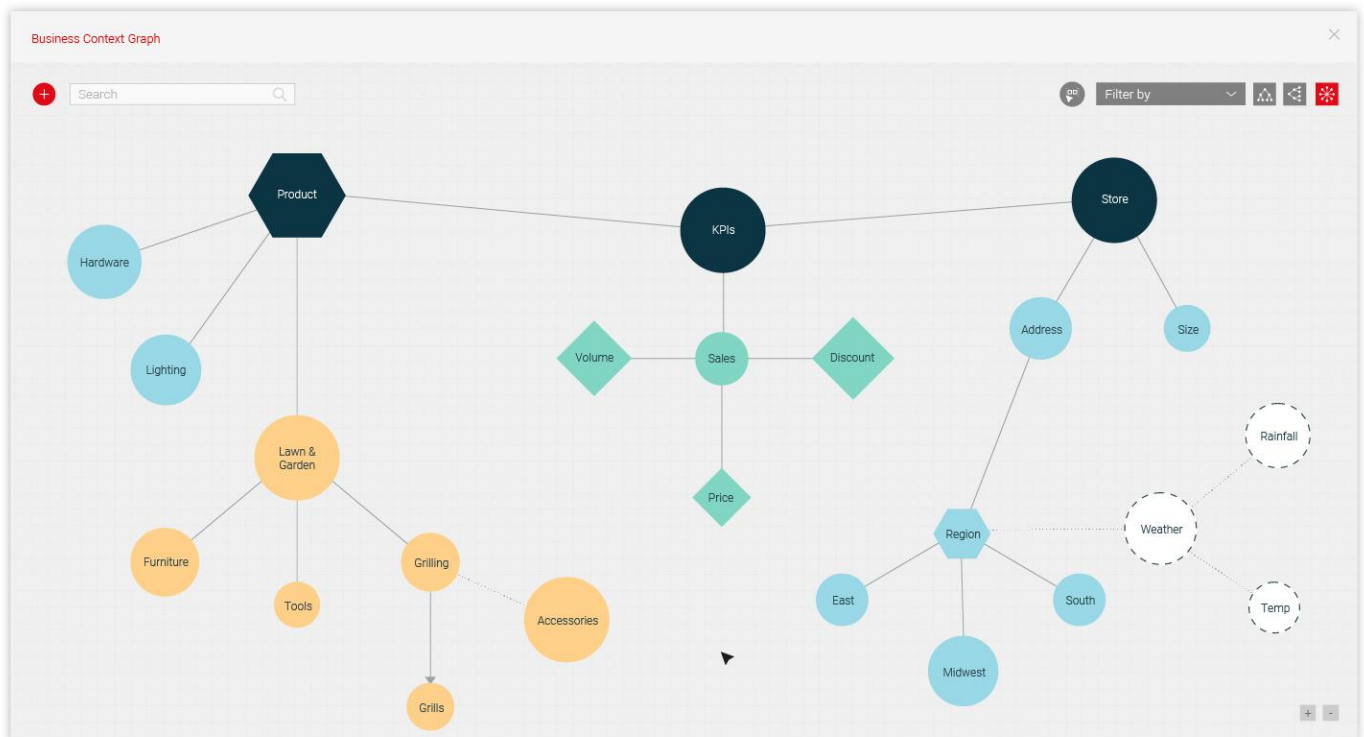 Business Context Graph
+
Search
Filter by
Product
KPIs
Store
Hardware
Address
Size
Volume
Sales
Discount
Lighting
Rainfall
Lawn &
Garden
Price
Weather
Region
Furniture
Grilling
East
South
Temp
Tools
Accessories
Midwest
Grills
+ -